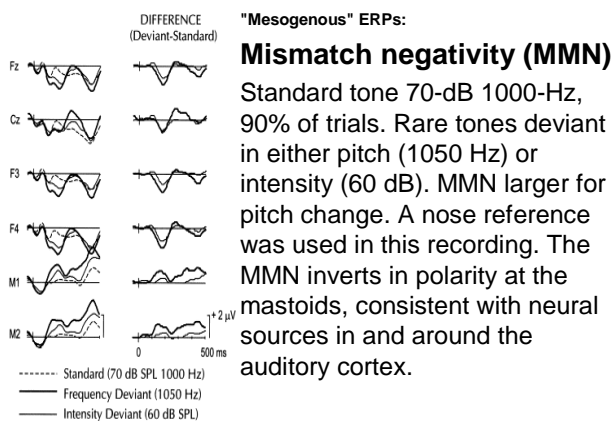 DIFFERENCE
(Deviant-Standard)
Fz
Cz
F3
F4
M1
M2
+ 2 µV
0
0
500 ms
Standard (70 dB SPL 1000 Hz)
Frequency Deviant (1050 Hz)
Intensity Deviant (60 dB SPL)
"Mesogenous" ERPs:
Mismatch negativity (MMN)
Standard tone 70-dB 1000-Hz,
90% of trials. Rare tones deviant
in either pitch (1050 Hz) or
intensity (60 dB). MMN larger for
pitch change. A nose reference
was used in this recording. The
MMN inverts in polarity at the
mastoids, consistent with neural
sources in and around the
auditory cortex.